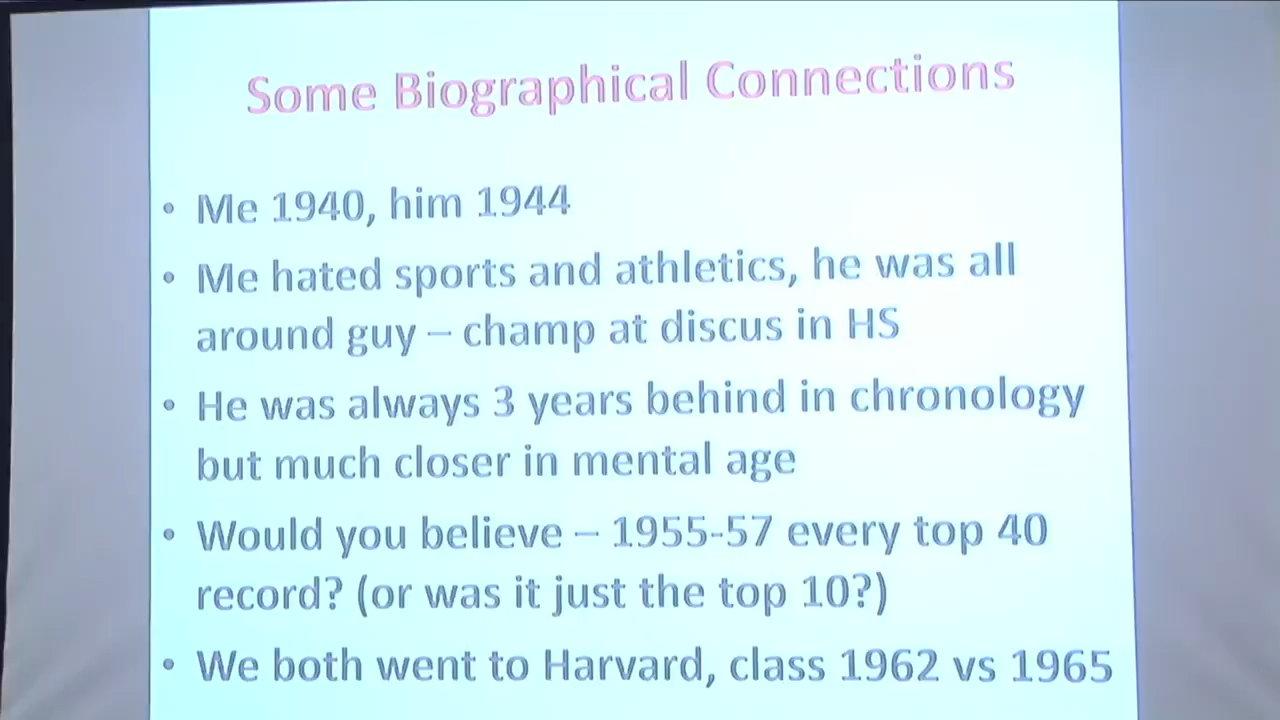 Some Biographical Connections
• Me 1940, him 1944
• Me hated sports and athletics, he was all
around guy – champ at discus in HS
• He was always 3 years behind in chronology
but much closer in mental age
• Would you believe – 1955-57 every top 40
record? (or was it just the top 10?)
• We both went to Harvard, class 1962 vs 1965